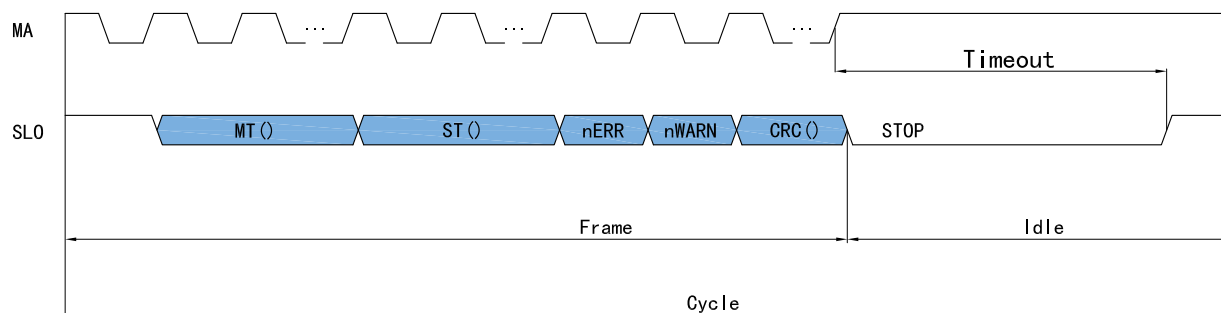 MA
... ... ...
Timeout
SLO
MT() ST() nERR nWARN CRC() STOP
Frame Idle
Cycle